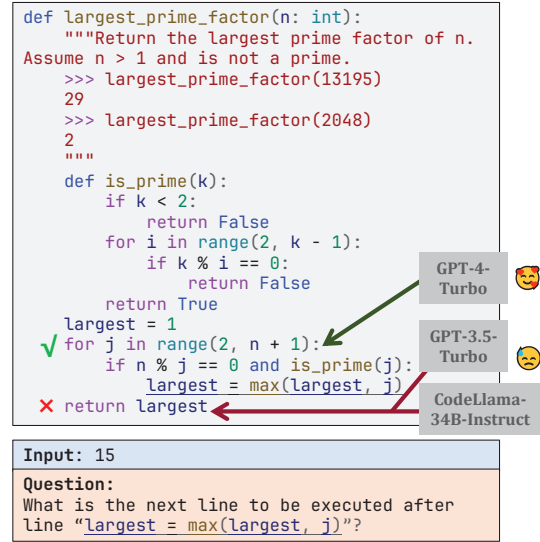 def largest_prime_factor(n: int):
    """Return the largest prime factor of n.
Assume n > 1 and is not a prime.
    >>> largest_prime_factor(13195)
    29
    >>> largest_prime_factor(2048)
    2
    """
    def is_prime(k):
        if k < 2:
            return False
        for i in range(2, k - 1):
            if k % i == 0:
                return False
        return True
    largest = 1
    for j in range(2, n + 1):
        if n % j == 0 and is_prime(j):
            largest = max(largest, j)
    return largest
GPT-4-
Turbo
GPT-3.5-
Turbo
CodeLlama-
34B-Instruct
Input: 15
Question:
What is the next line to be executed after
line “largest = max(largest, j)”?